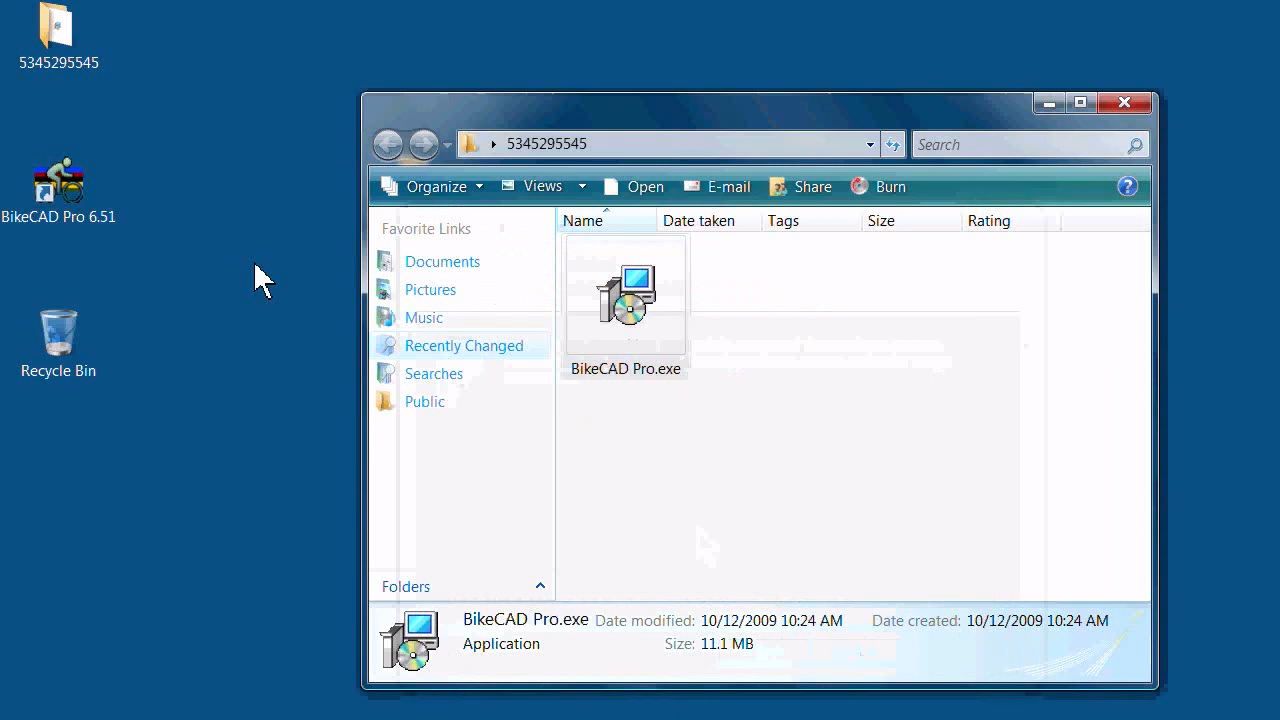 5345295545
BikeCAD Pro 6.51
Recycle Bin
5345295545
Search
Organize Views Open E-mail Share Burn
Favorite Links
Documents
Pictures
Music
Recently Changed
Searches
Public
Folders
Name Date taken Tags Size Rating
BikeCAD Pro.exe
BikeCAD Pro.exe Date modified: 10/12/2009 10:24 AM Date created: 10/12/2009 10:24 AM
Application Size: 11.1 MB